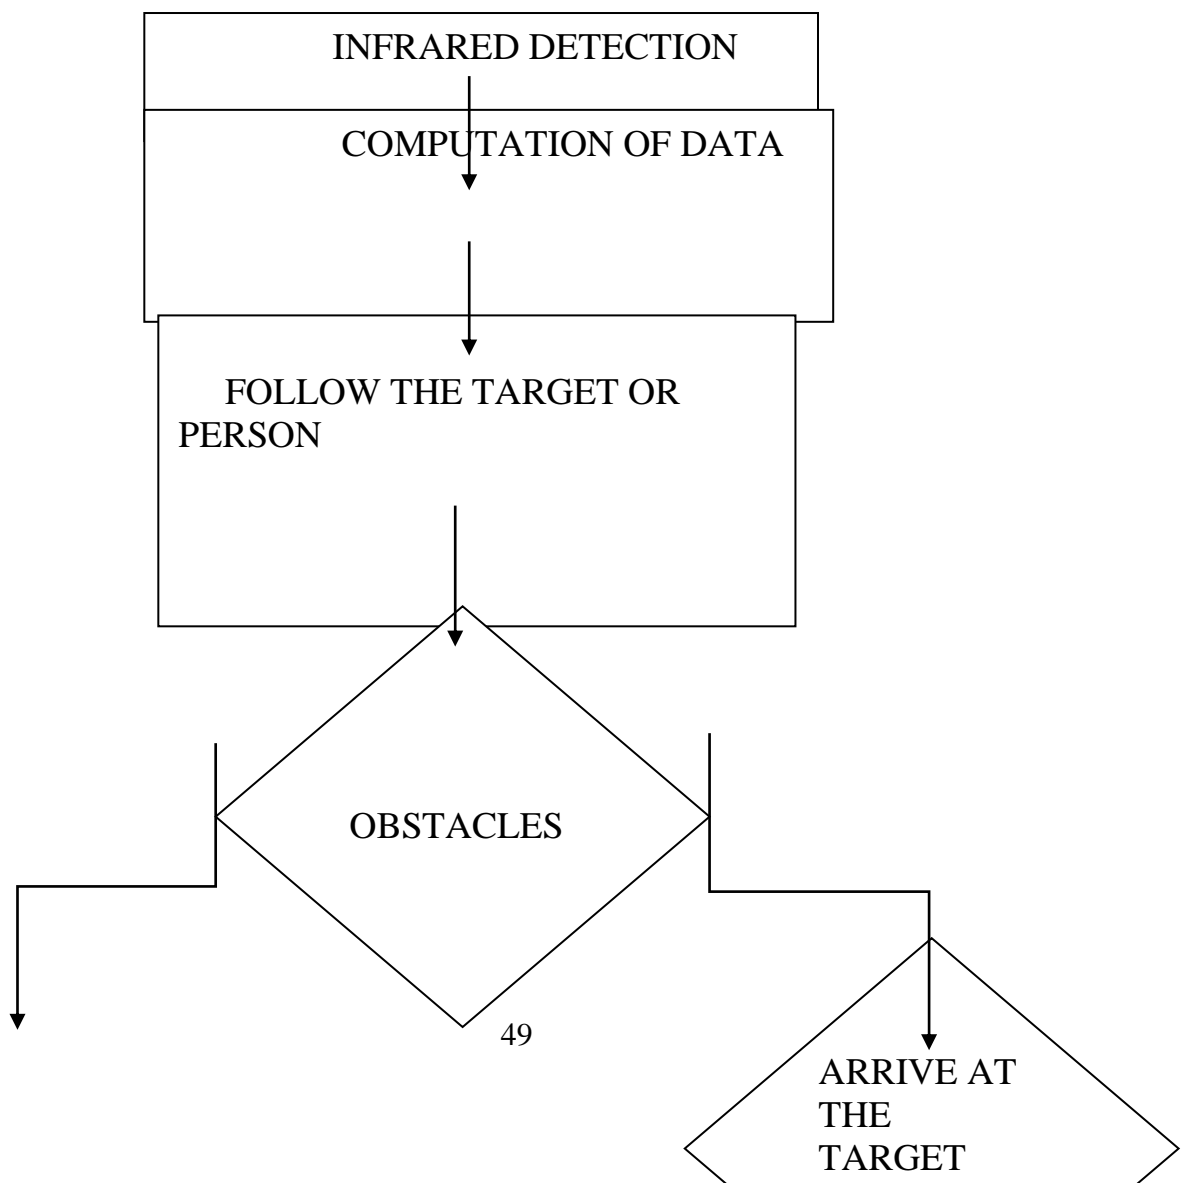 INFRARED DETECTION
COMPUTATION OF DATA
FOLLOW THE TARGET OR
PERSON
OBSTACLES
49
ARRIVE AT
THE
TARGET